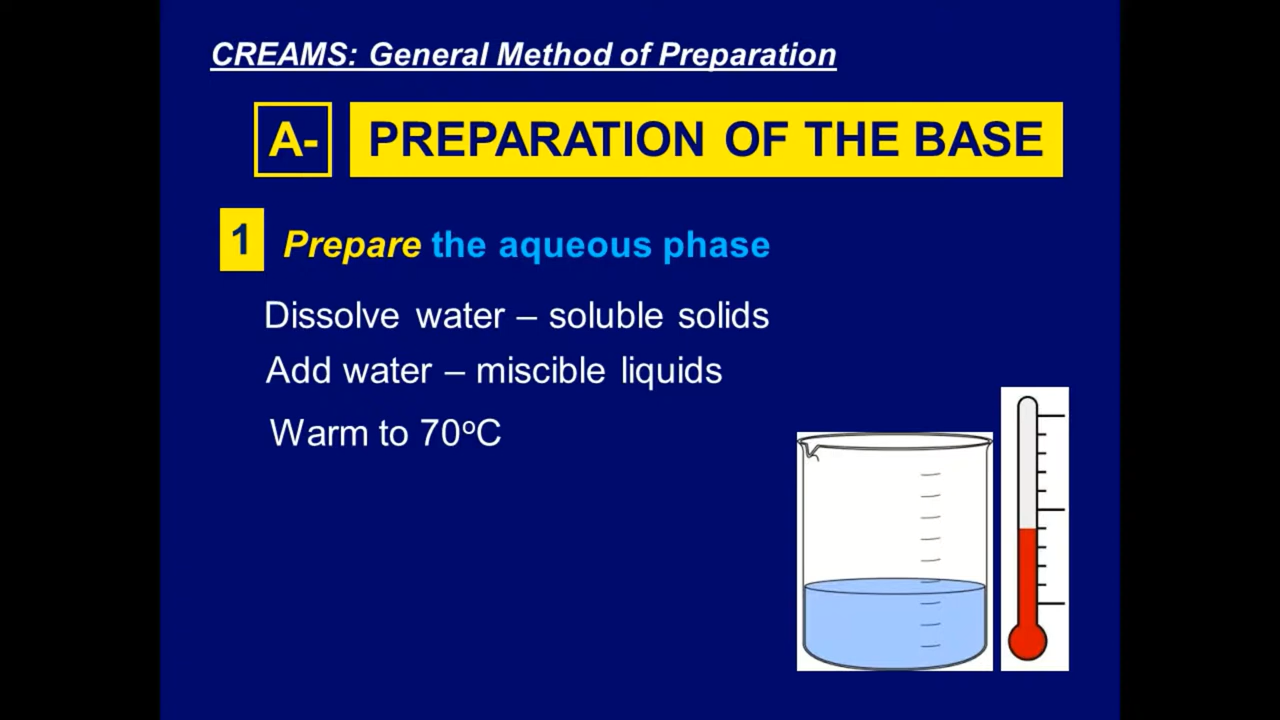 CREAMS: General Method of Preparation
A- PREPARATION OF THE BASE
1 Prepare the aqueous phase
Dissolve water – soluble solids
Add water – miscible liquids
Warm to 70ºC